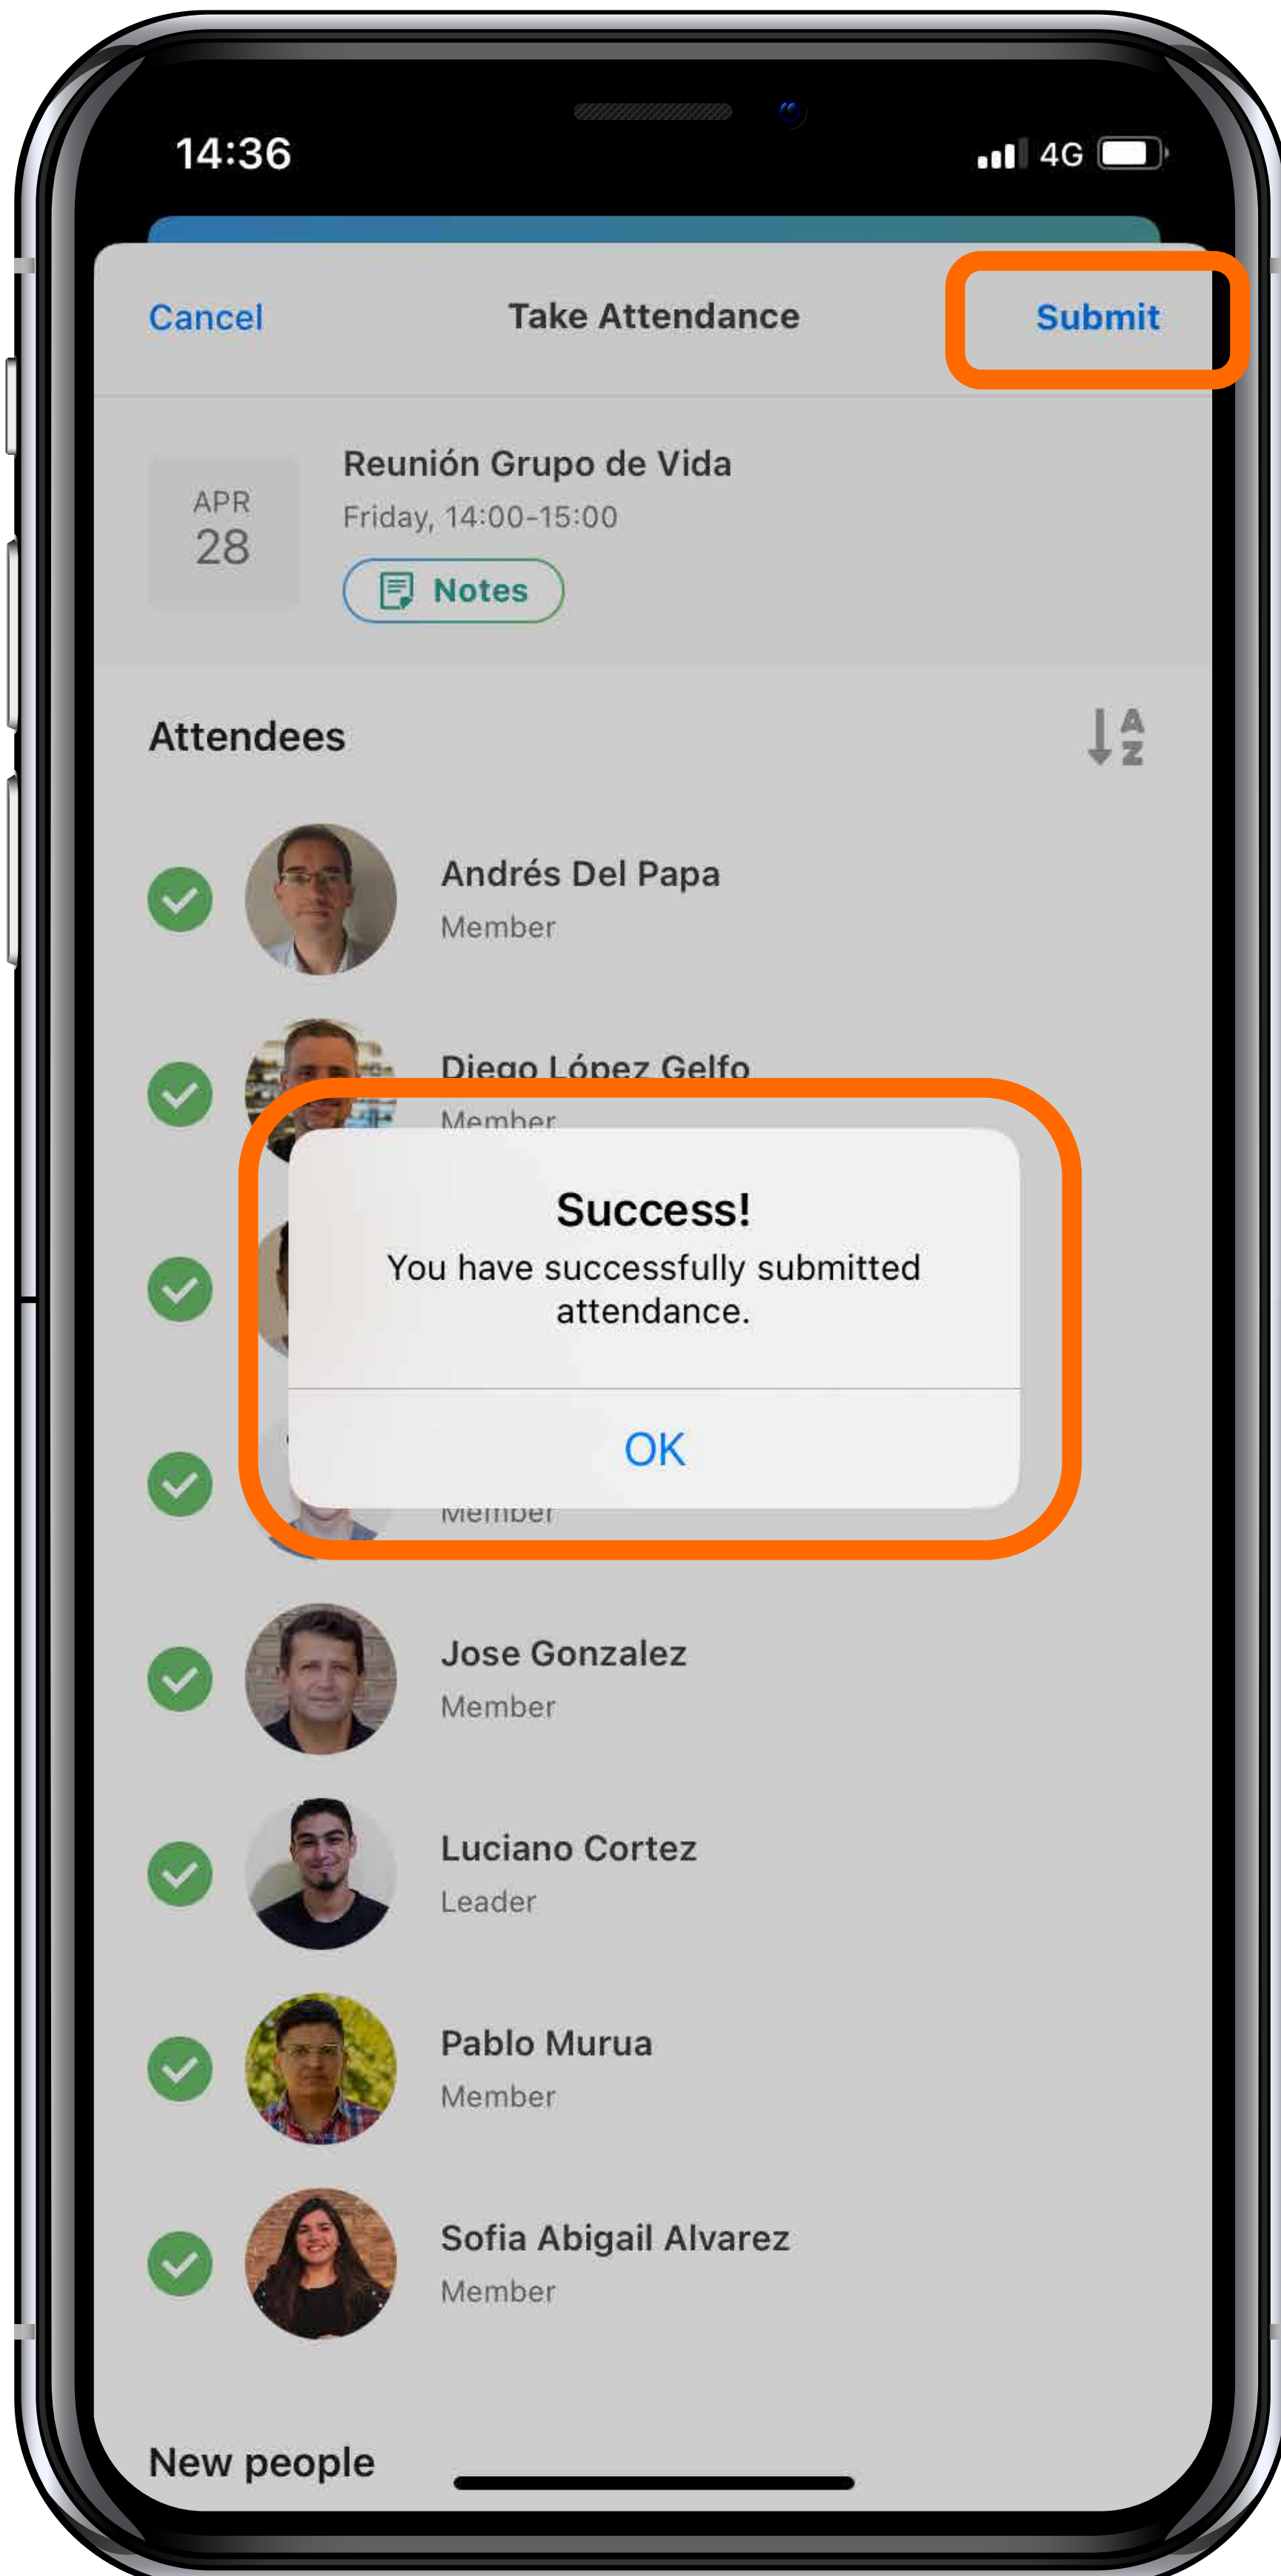 14:36
4G
Cancel
Take Attendance
Submit
APR
28
Reunión Grupo de Vida
Friday, 14:00-15:00
Notes
Attendees
A
Z
Andrés Del Papa
Member
Diego López Gelfo
Member
Success!
You have successfully submitted
attendance.
OK
Member
Jose Gonzalez
Member
Luciano Cortez
Leader
Pablo Murua
Member
Sofia Abigail Alvarez
Member
New people